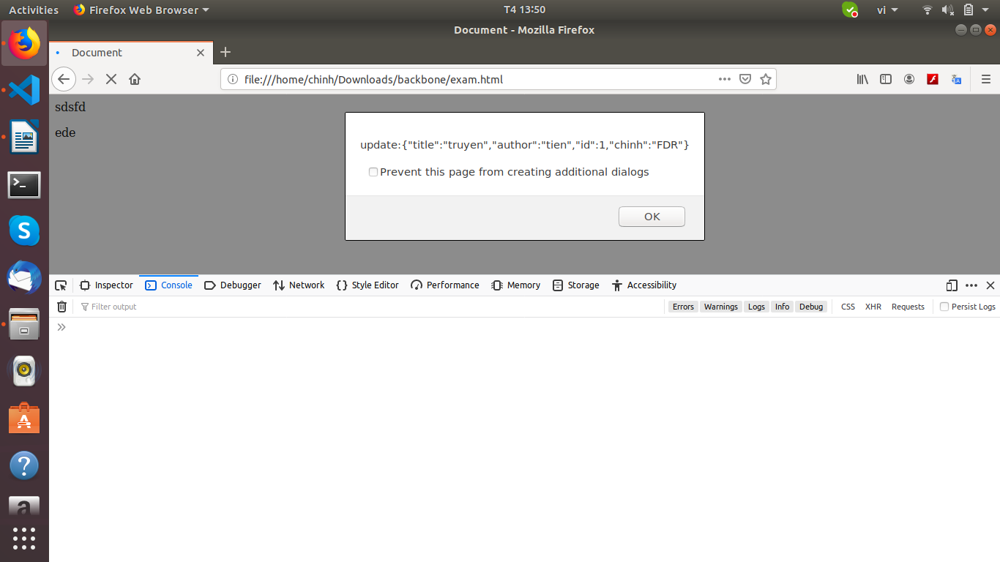 Activities Firefox Web Browser T4 13:50 vi
Document - Mozilla Firefox
Document
file:///home/chinh/Downloads/backbone/exam.html
sdsfd
ede
update:{"title":"truyen","author":"tien","id":1,"chinh":"FDR"}
Prevent this page from creating additional dialogs
OK
Inspector Console Debugger Network Style Editor Performance Memory Storage Accessibility
Filter output Errors Warnings Logs Info Debug CSS XHR Requests Persist Logs